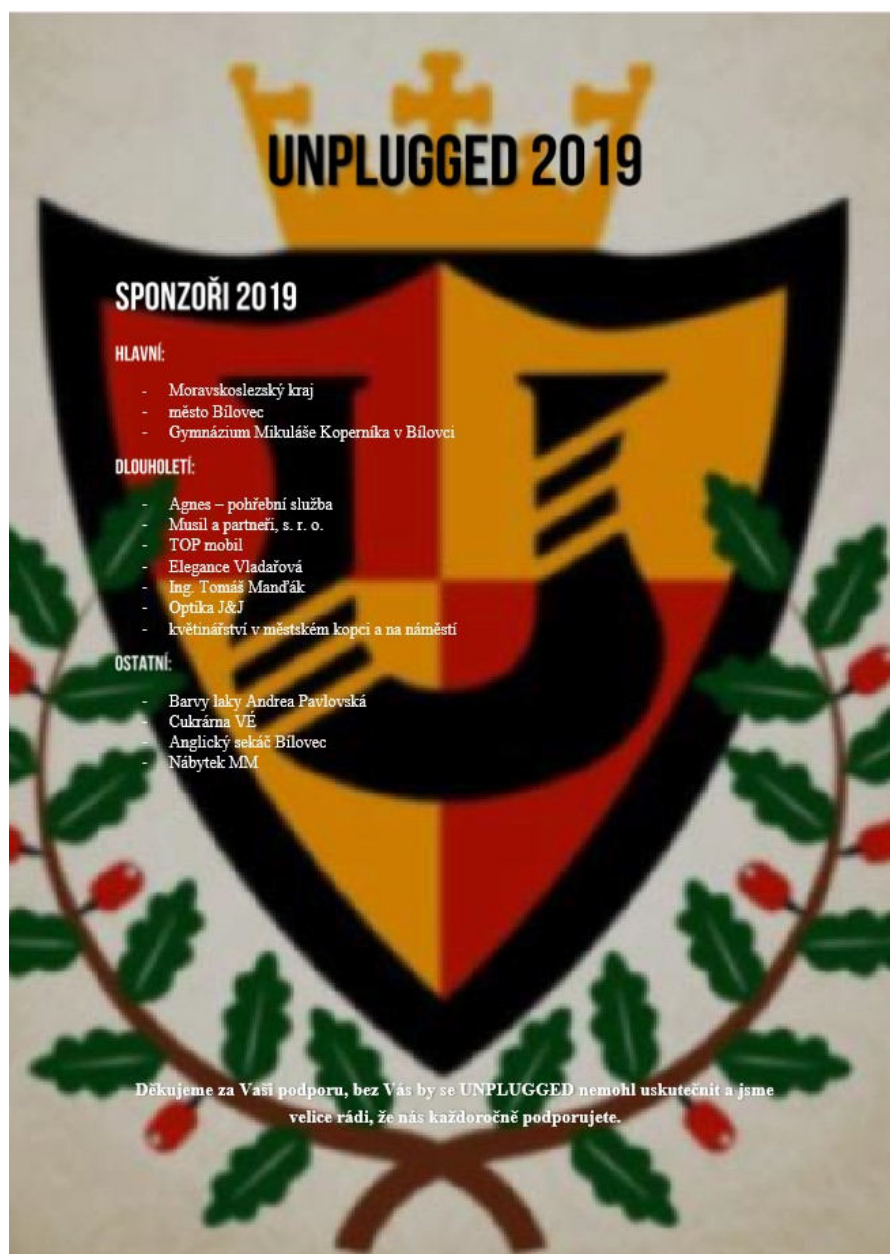 UNPLUGGED 2019
SPONZOŘI 2019
HLAVNÍ:
- Moravskoslezský kraj
- město Bílovec
- Gymnázium Mikuláše Koperníka v Bílovci
DLOUHOLETÍ:
- Agnes – pohřební služba
- Musil a partneři, s. r. o.
- TOP mobil
- Elegance Vladařová
- Ing. Tomáš Manďák
- Optika J&J
- květinářství v městském kopci a na náměstí
OSTATNÍ:
- Barvy laky Andrea Pavlovská
- Cukrárna VÉ
- Anglický sekáč Bílovec
- Nábytek MM
Děkujeme za Vaši podporu, bez Vás by se UNPLUGGED nemohl uskutečnit a jsme
velice rádi, že nás každoročně podporujete.